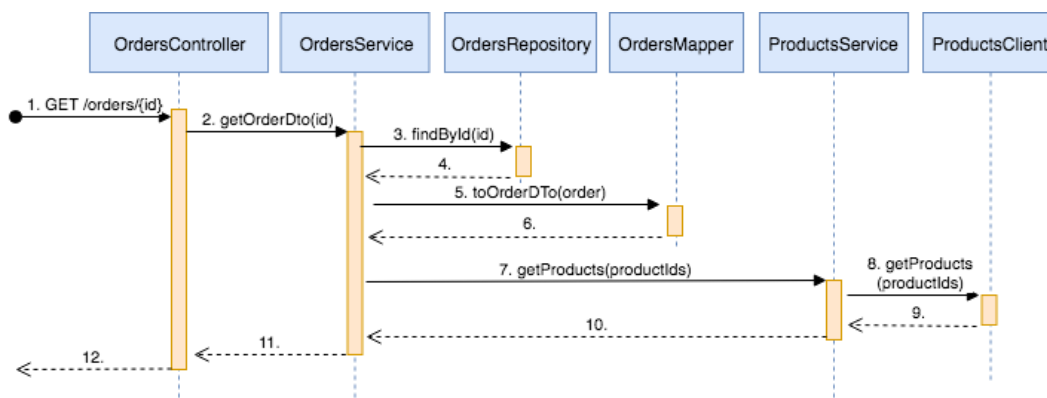 OrdersController
OrdersService
OrdersRepository
OrdersMapper
ProductsService
ProductsClient
1. GET /orders/{id}
2. getOrderDto(id)
3. findById(id)
4.
5. toOrderDTo(order)
6.
7. getProducts(productIds)
8. getProducts
(productIds)
9.
10.
11.
12.